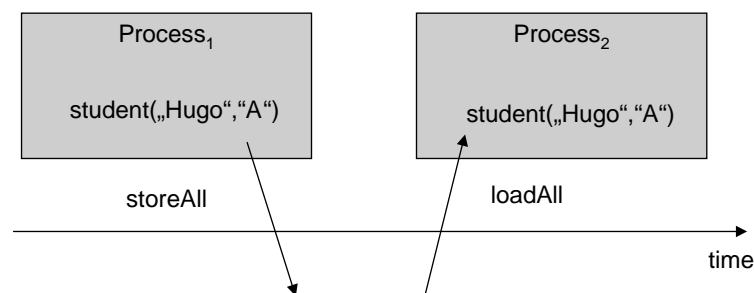 Process₁
student(„Hugo“,“A“)
Process₂
student(„Hugo“,“A“)
storeAll
loadAll
time